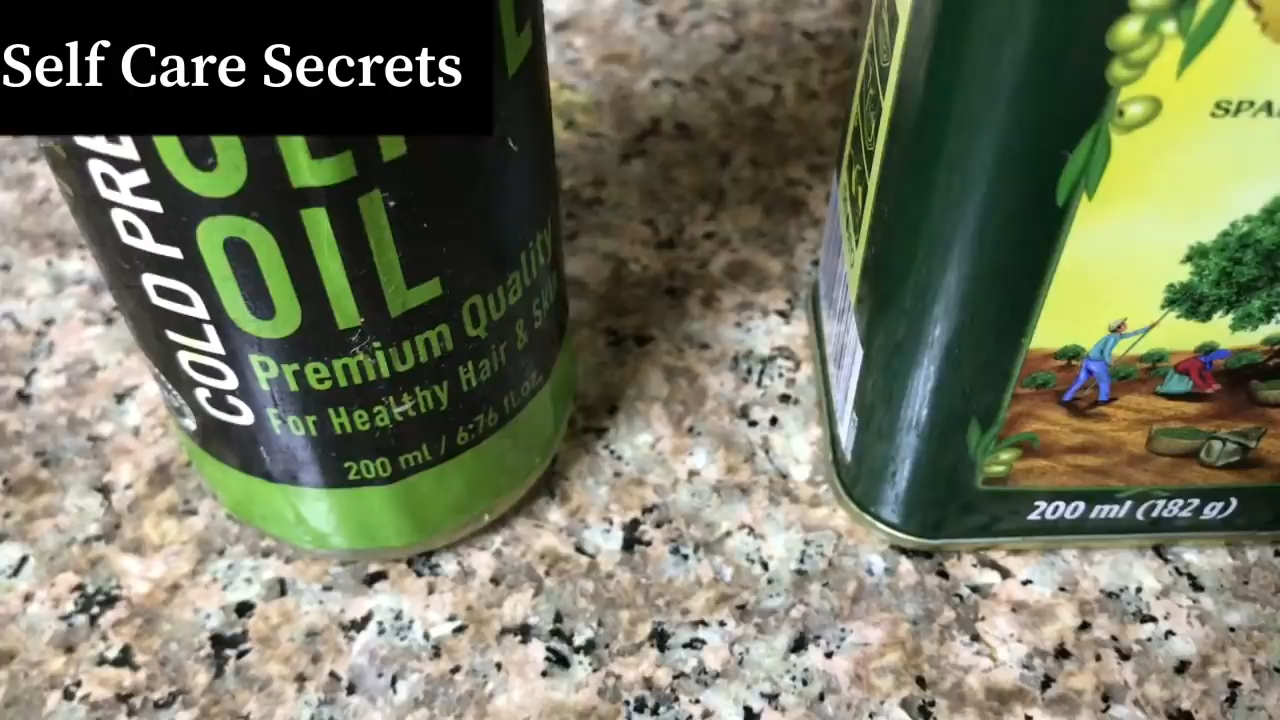 Self Care Secrets
COLD PRE
OIL
Premium Quality
For Healthy Hair &
200 ml / 6.76 fl.oz
SPA
200 ml (182 g)